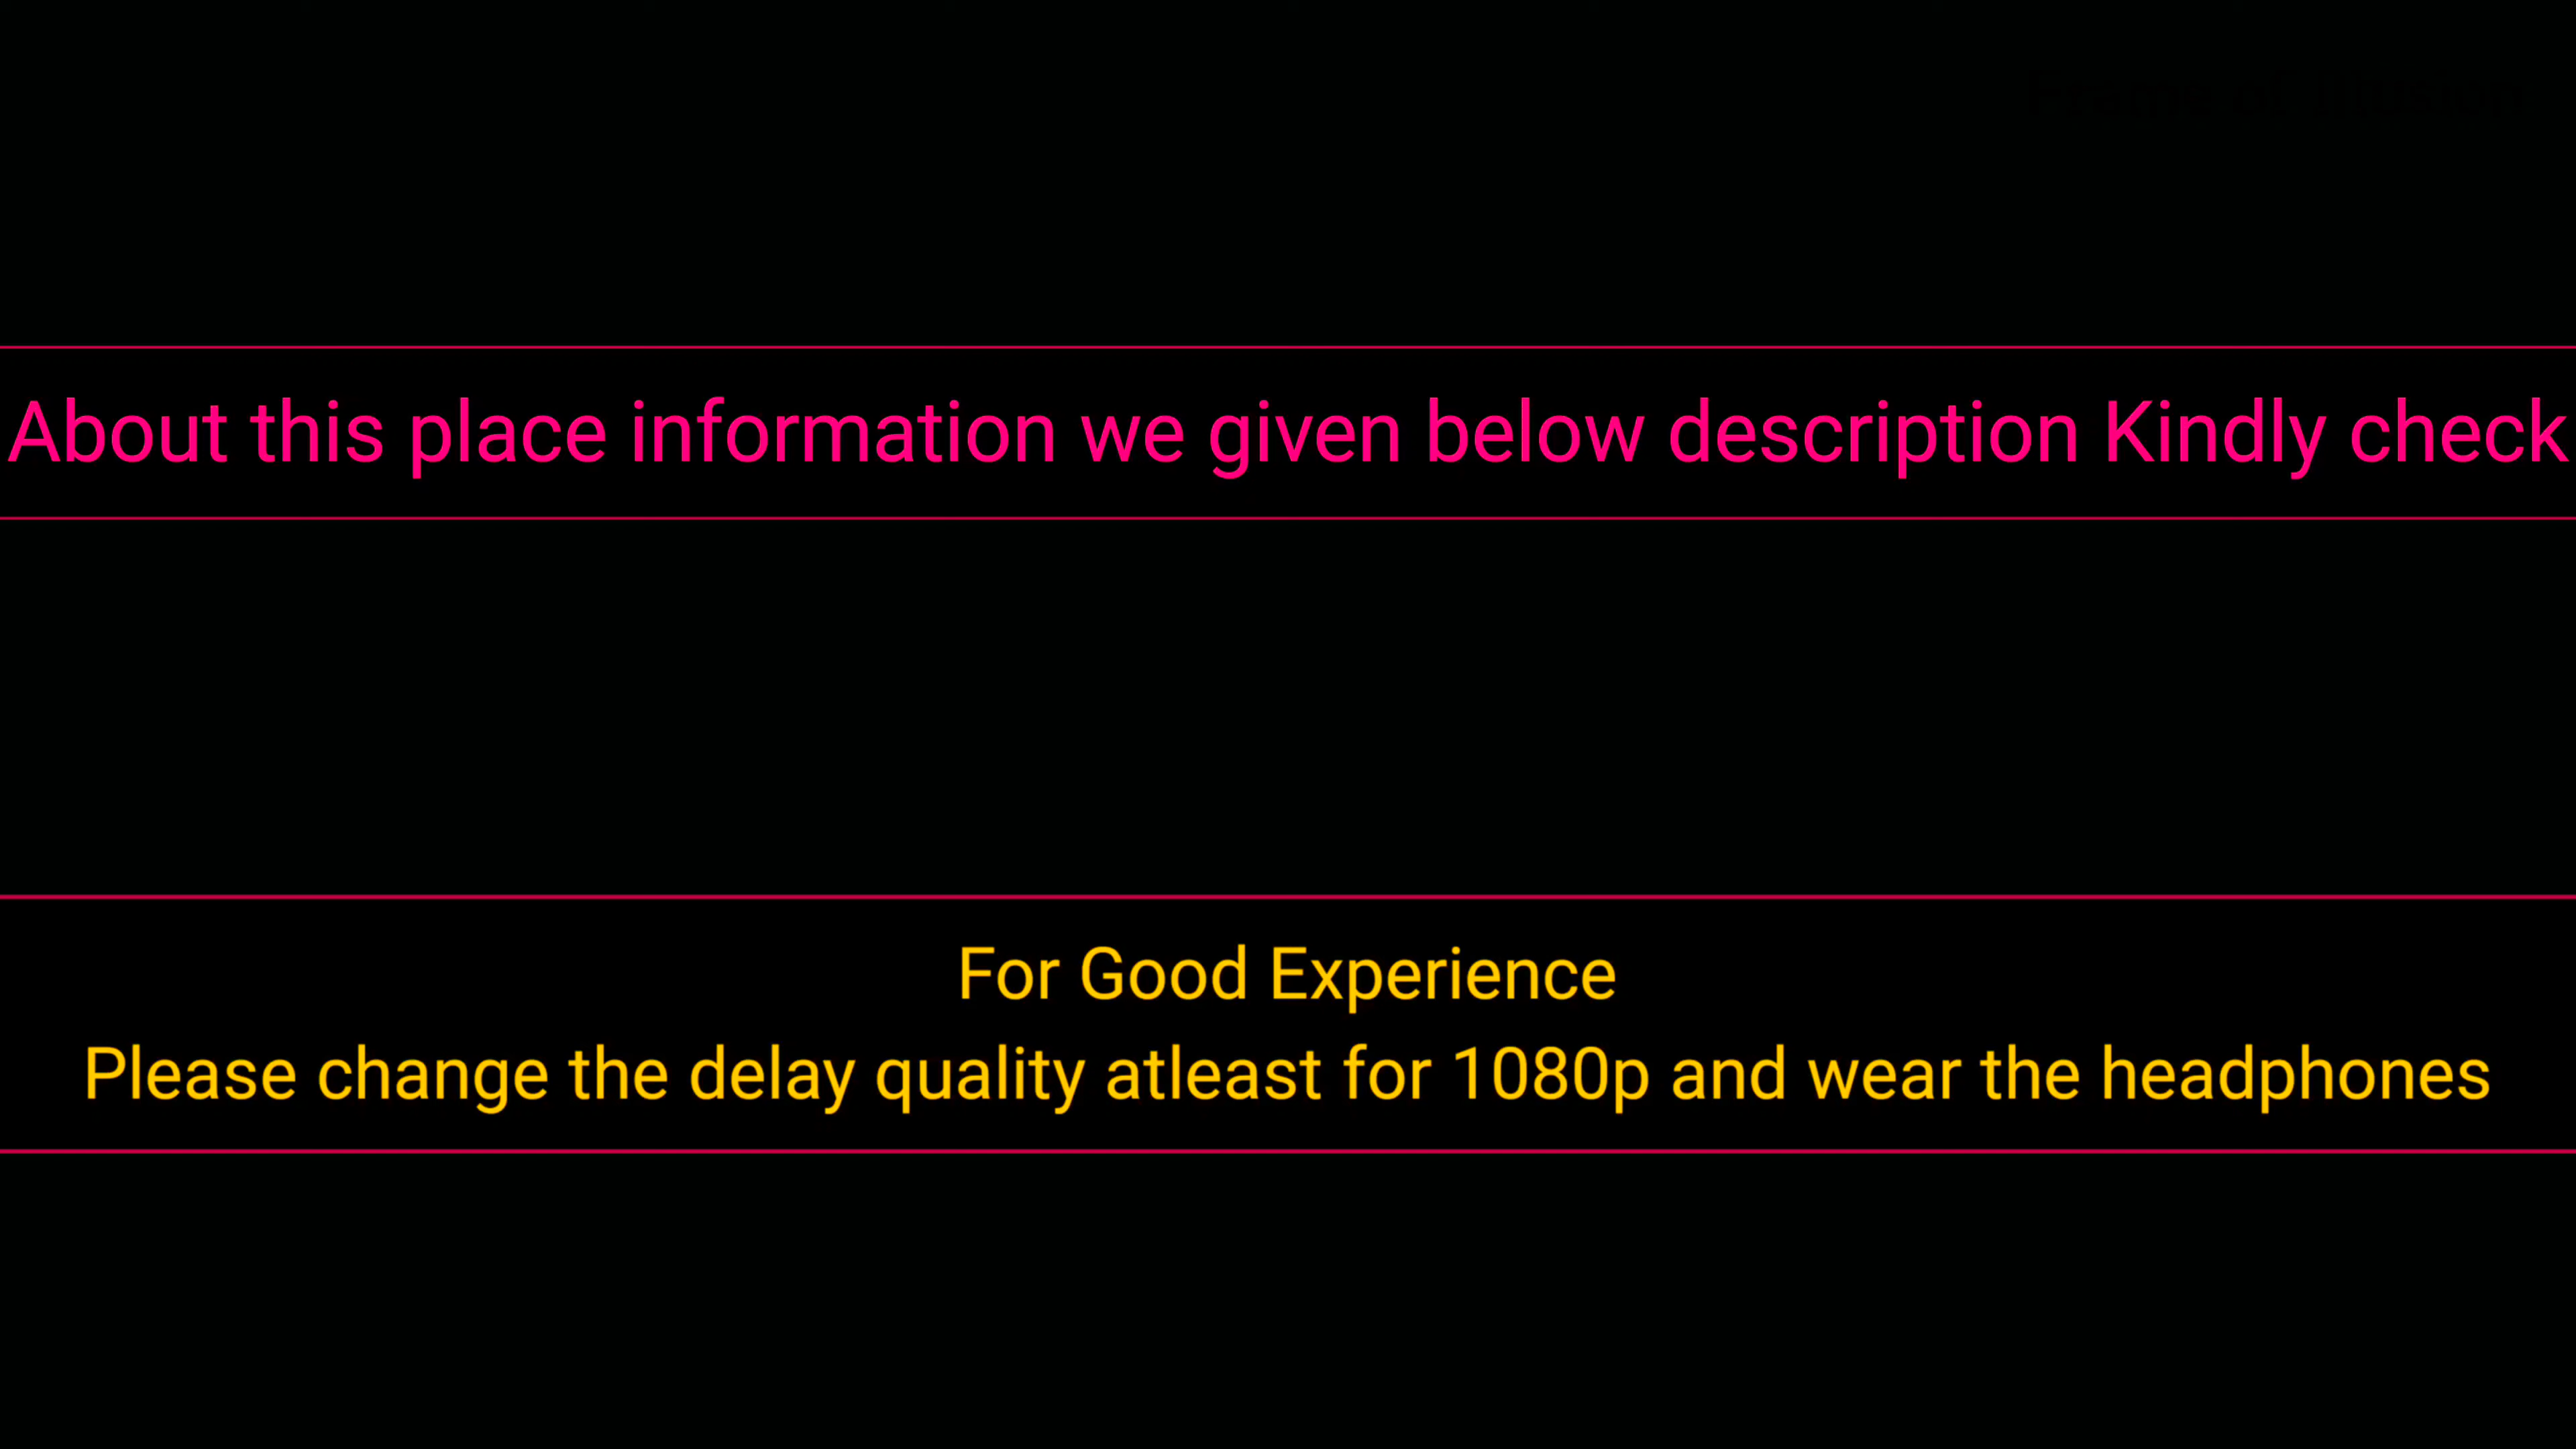 About this place information we given below description Kindly check
For Good Experience
Please change the delay quality atleast for 1080p and wear the headphones